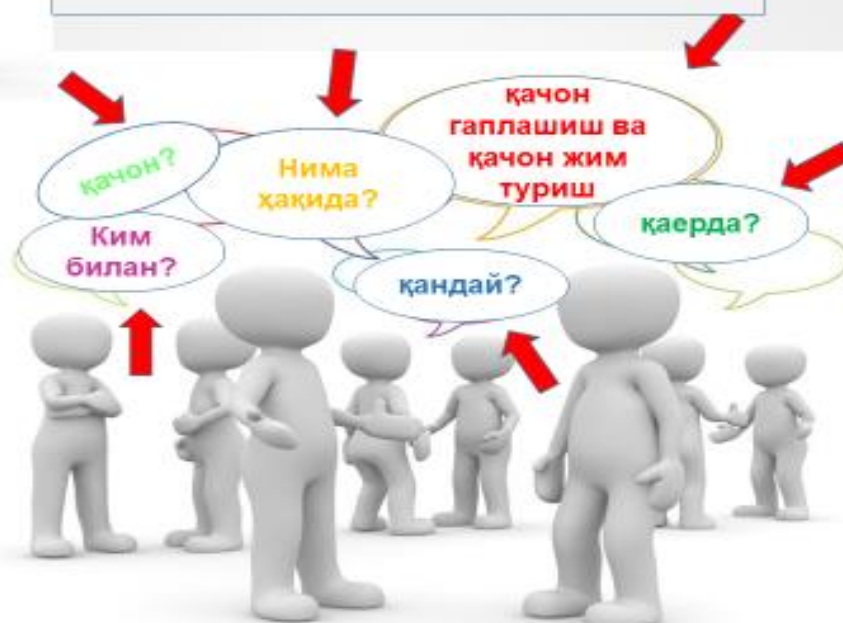 қачон?
Нима
ҳақида?
қачон
гаплашиш ва
қачон жим
туриш
Ким
билан?
қаерда?
қандай?